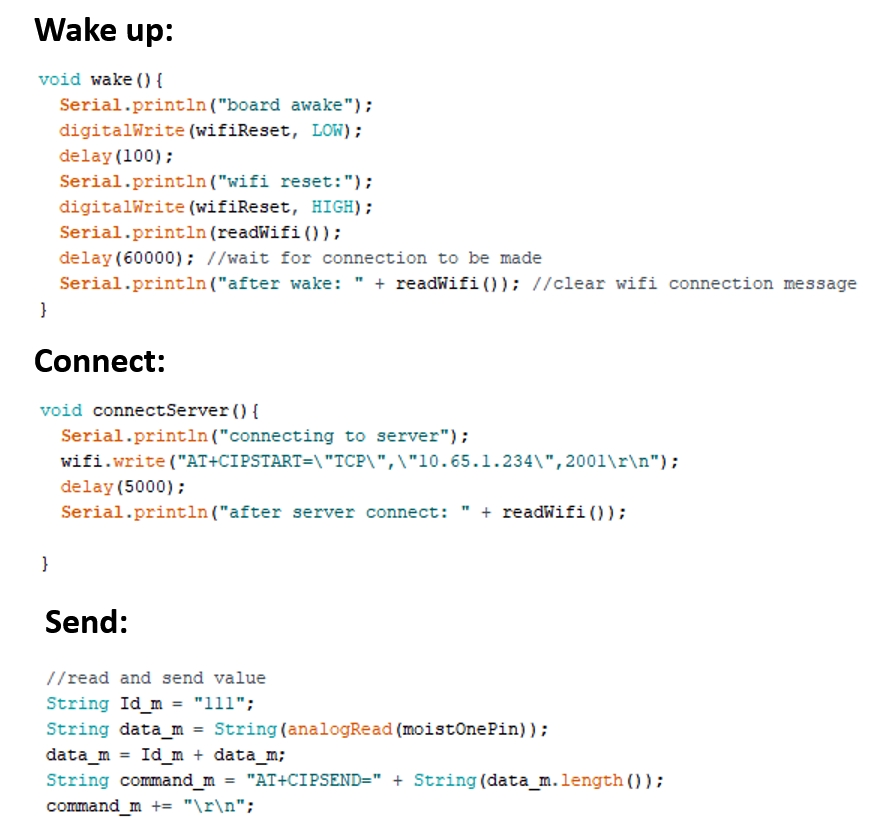 Wake up:
void wake(){
Serial.println("board awake");
digitalWrite(wifiReset, LOW);
delay(100);
Serial.println("wifi reset:");
digitalWrite(wifiReset, HIGH);
Serial.println(readWifi());
delay(60000); //wait for connection to be made
Serial.println("after wake: " + readWifi()); //clear wifi connection message
}
Connect:
void connectServer(){
Serial.println("connecting to server");
wifi.write("AT+CIPSTART=\"TCP\",\"10.65.1.234\",2001\r\n");
delay(5000);
Serial.println("after server connect: " + readWifi());
}
Send:
//read and send value
String Id_m = "111";
String data_m = String(analogRead(moistOnePin));
data_m = Id_m + data_m;
String command_m = "AT+CIPSEND=" + String(data_m.length());
command_m += "\r\n";